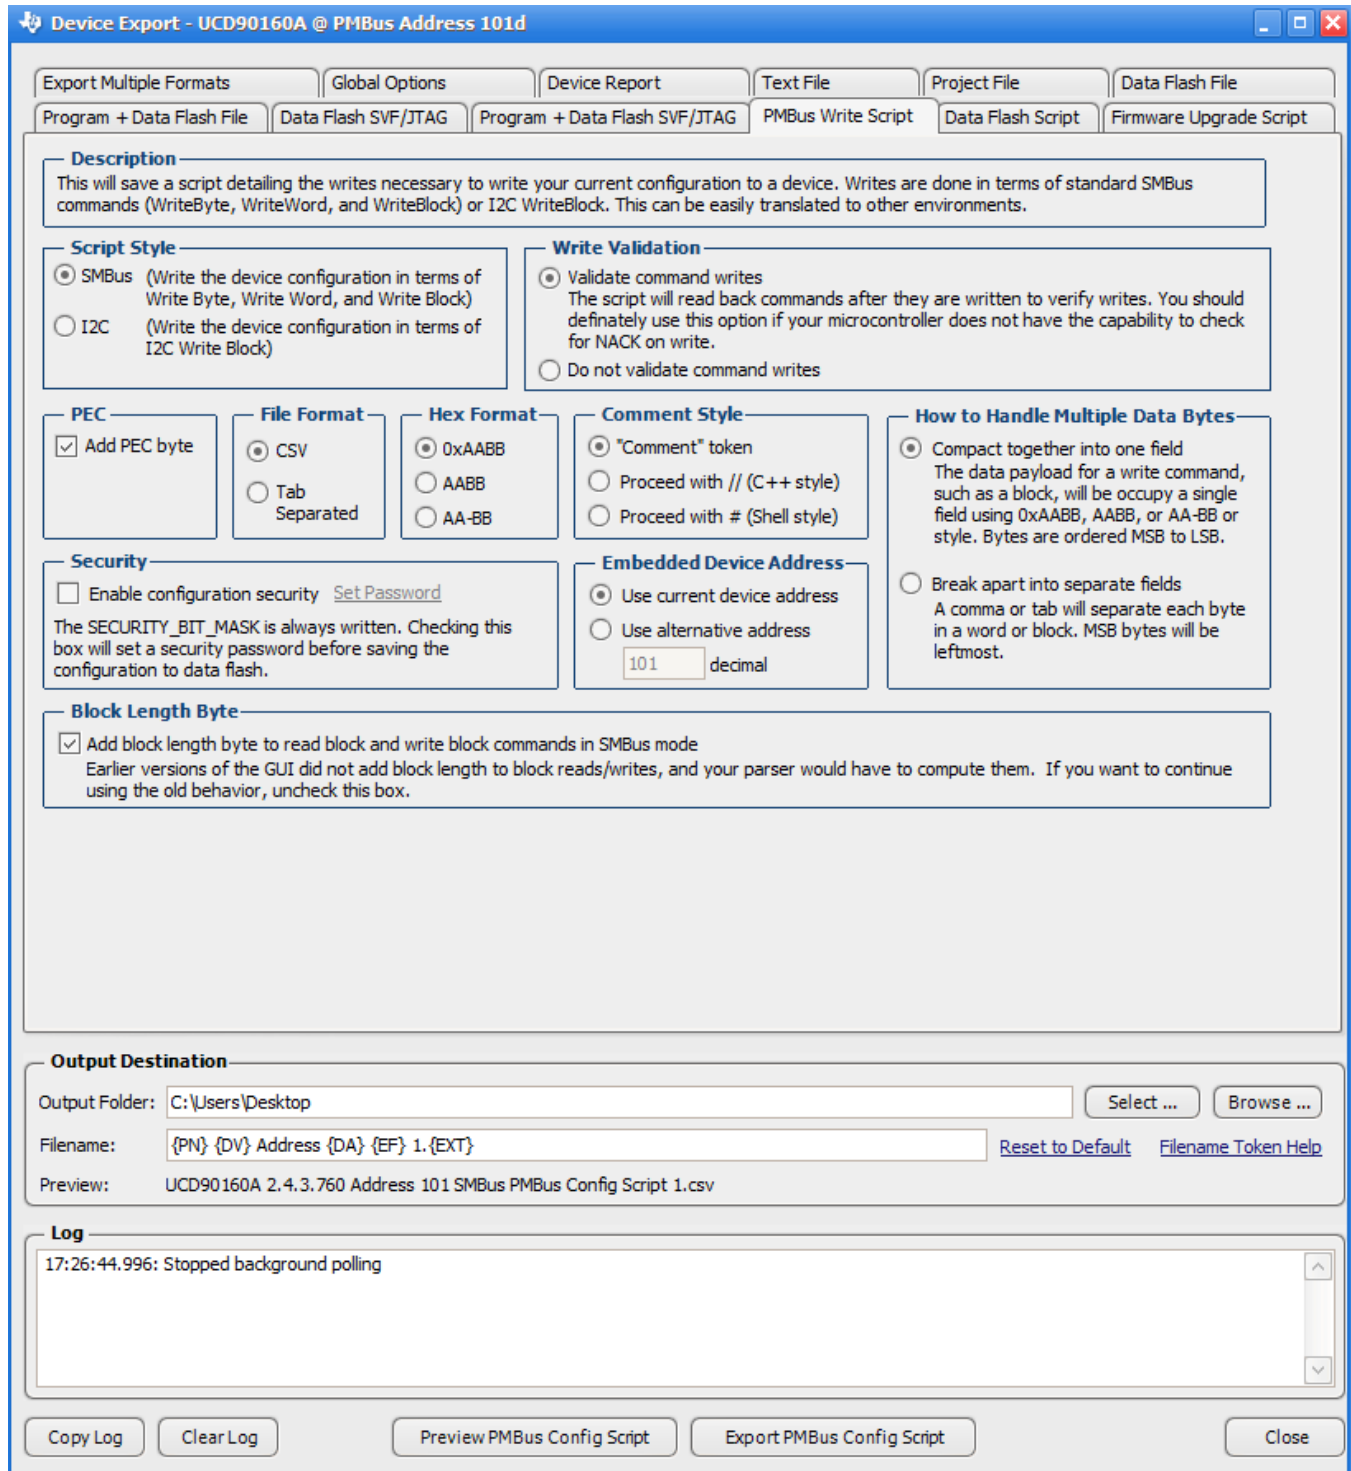 Device Export - UCD90160A @ PMBus Address 101d
Export Multiple Formats
Global Options
Device Report
Text File
Project File
Data Flash File
Program + Data Flash File
Data Flash SVF/JTAG
Program + Data Flash SVF/JTAG
PMBus Write Script
Data Flash Script
Firmware Upgrade Script
Description
This will save a script detailing the writes necessary to write your current configuration to a device. Writes are done in terms of standard SMBus
commands (WriteByte, WriteWord, and WriteBlock) or I2C WriteBlock. This can be easily translated to other environments.
Script Style
SMBus (Write the device configuration in terms of
Write Byte, Write Word, and Write Block)
I2C (Write the device configuration in terms of
I2C Write Block)
Write Validation
Validate command writes
The script will read back commands after they are written to verify writes. You should
definately use this option if your microcontroller does not have the capability to check
for NACK on write.
Do not validate command writes
PEC
Add PEC byte
File Format
CSV
Tab
Separated
Hex Format
0xAABB
AABB
AA-BB
Comment Style
"Comment" token
Proceed with // (C++ style)
Proceed with # (Shell style)
How to Handle Multiple Data Bytes
Compact together into one field
The data payload for a write command,
such as a block, will be occupy a single
field using 0xAABB, AABB, or AA-BB or
style. Bytes are ordered MSB to LSB.
Break apart into separate fields
A comma or tab will separate each byte
in a word or block. MSB bytes will be
leftmost.
Security
Enable configuration security Set Password
The SECURITY_BIT_MASK is always written. Checking this
box will set a security password before saving the
configuration to data flash.
Embedded Device Address
Use current device address
Use alternative address
101 decimal
Block Length Byte
Add block length byte to read block and write block commands in SMBus mode
Earlier versions of the GUI did not add block length to block reads/writes, and your parser would have to compute them. If you want to continue
using the old behavior, uncheck this box.
Output Destination
Output Folder: C:\Users\Desktop
Select ...
Browse ...
Filename: {PN} {DV} Address {DA} {EF} 1.{EXT}
Reset to Default
Filename Token Help
Preview: UCD90160A 2.4.3.760 Address 101 SMBus PMBus Config Script 1.csv
Log
17:26:44.996: Stopped background polling
Copy Log
Clear Log
Preview PMBus Config Script
Export PMBus Config Script
Close